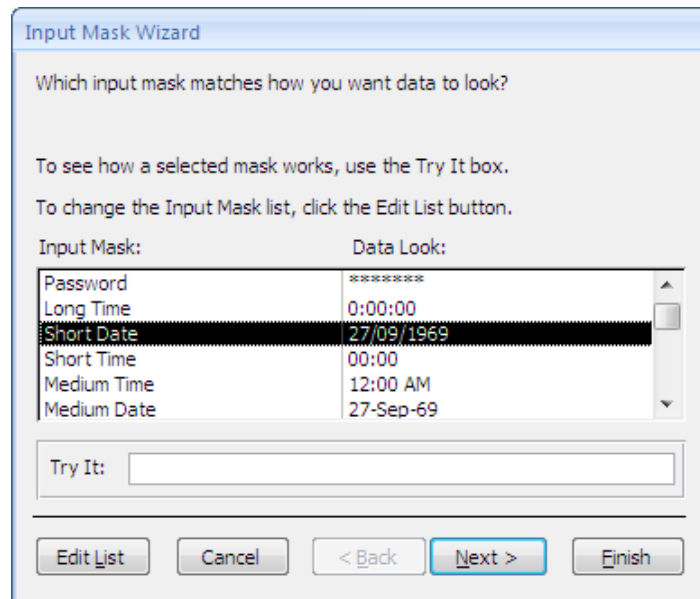 Input Mask Wizard
Which input mask matches how you want data to look?
To see how a selected mask works, use the Try It box.
To change the Input Mask list, click the Edit List button.
Input Mask: Data Look:
Password *******
Long Time 0:00:00
Short Date 27/09/1969
Short Time 00:00
Medium Time 12:00 AM
Medium Date 27-Sep-69
Try It:
Edit List Cancel < Back Next > Finish